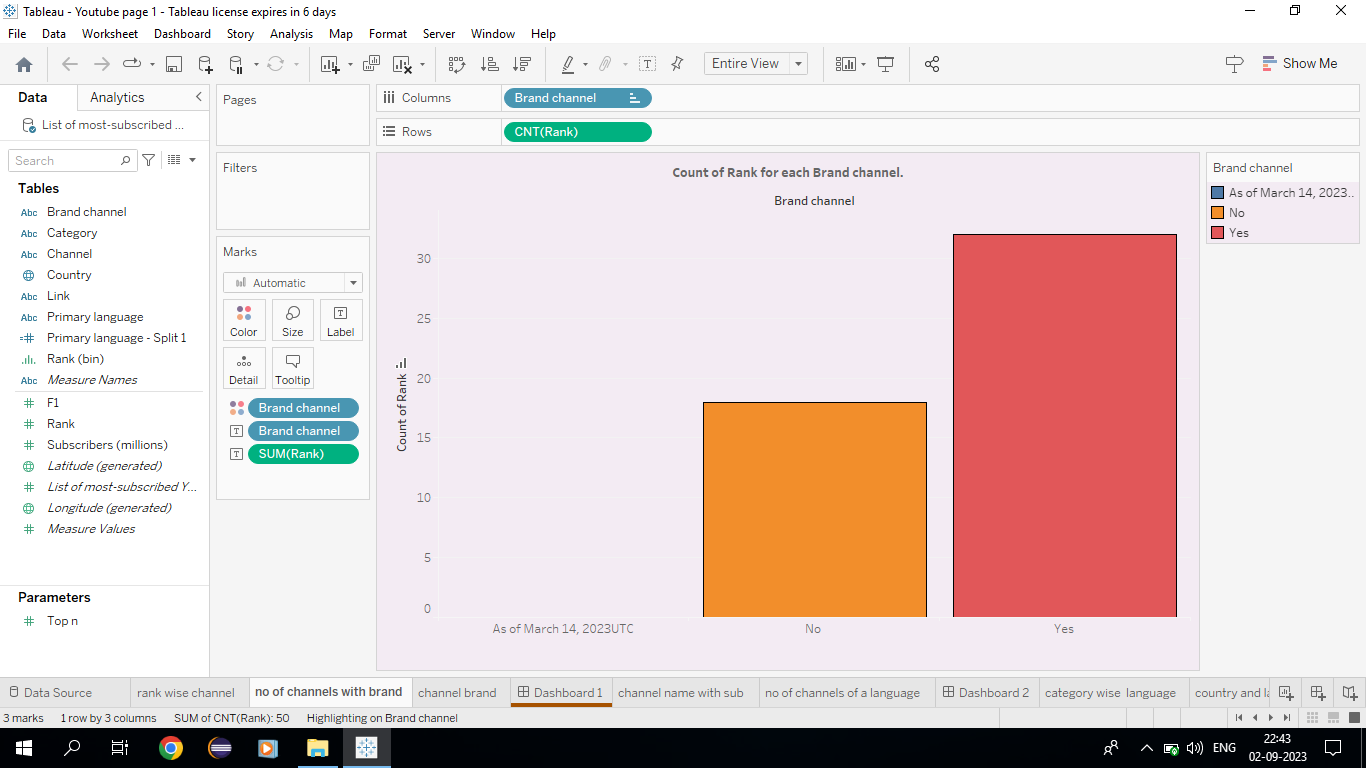 Tableau - Youtube page 1 - Tableau license expires in 6 days
File Data Worksheet Dashboard Story Analysis Map Format Server Window Help
Entire View
Show Me
Data Analytics
List of most-subscribed ...
Search
Tables
Abc Brand channel
Abc Category
Abc Channel
Country
Abc Link
Abc Primary language
=# Primary language - Split 1
Rank (bin)
Abc Measure Names
# F1
# Rank
# Subscribers (millions)
Latitude (generated)
# List of most-subscribed Y...
Longitude (generated)
# Measure Values
Parameters
# Top n
Pages
Filters
Marks
Automatic
Color Size Label
Detail Tooltip
Brand channel
Brand channel
SUM(Rank)
Columns Brand channel
Rows CNT(Rank)
Count of Rank for each Brand channel.
Brand channel
Count of Rank
30
25
20
15
10
5
0
As of March 14, 2023UTC No Yes
Brand channel
As of March 14, 2023..
No
Yes
Data Source rank wise channel no of channels with brand channel brand Dashboard 1 channel name with sub no of channels of a language Dashboard 2 category wise language country and la
3 marks 1 row by 3 columns SUM of CNT(Rank): 50 Highlighting on Brand channel
ENG
22:43
02-09-2023